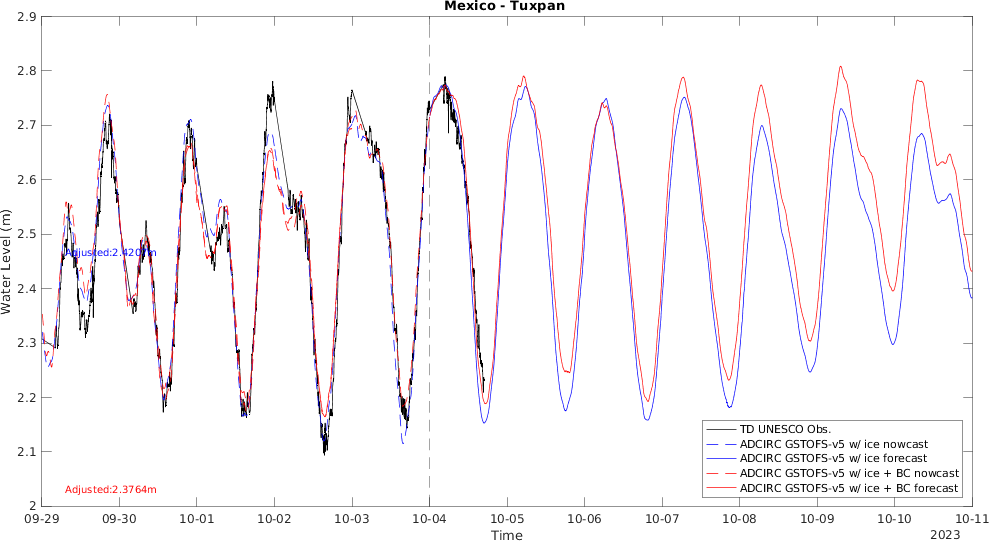 Mexico - Tuxpan
2.9
2.8
2.7
2.6
2.5
2.4
2.3
2.2
2.1
2
Water Level (m)
Adjusted:2.4207m
Adjusted:2.3764m
TD UNESCO Obs.
ADCIRC GSTOFS-v5 w/ ice nowcast
ADCIRC GSTOFS-v5 w/ ice forecast
ADCIRC GSTOFS-v5 w/ ice + BC nowcast
ADCIRC GSTOFS-v5 w/ ice + BC forecast
09-29 09-30 10-01 10-02 10-03 10-04 10-05 10-06 10-07 10-08 10-09 10-10 10-11
Time
2023